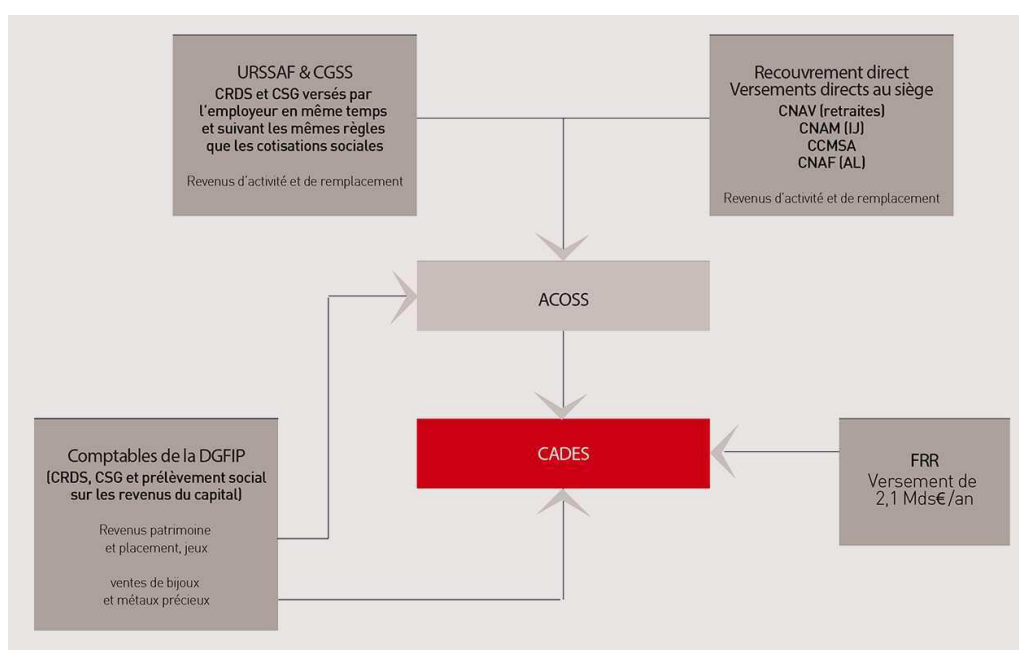 URSSAF & CGSS
CRDS et CSG versés par
l'employeur en même temps
et suivant les mêmes règles
que les cotisations sociales
Revenus d'activité et de remplacement
Recouvrement direct
Versements directs au siège
CNAV (retraites)
CNAM (IJ)
CCMSA
CNAF (AL)
Revenus d'activité et de remplacement
ACOSS
CADES
Comptables de la DGFIP
(CRDS, CSG et prélèvement social
sur les revenus du capital)
Revenus patrimoine
et placement, jeux
ventes de bijoux
et métaux précieux
FRR
Versement de
2,1 Mds€/an